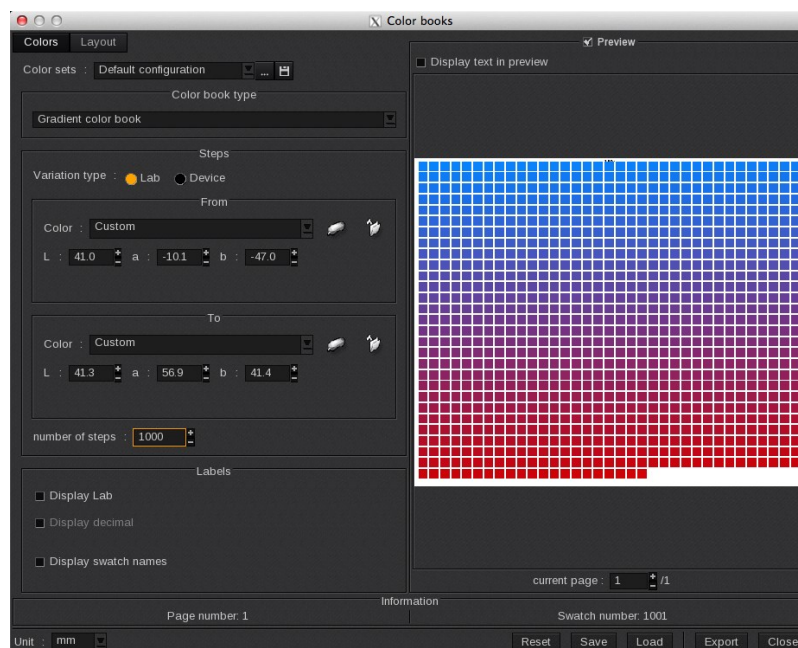 Color books
Colors Layout
Color sets : Default configuration ...
Color book type
Gradient color book
Steps
Variation type : Lab Device
From
Color : Custom
L : 41.0 a : -10.1 b : -47.0
To
Color : Custom
L : 41.3 a : 56.9 b : 41.4
number of steps : 1000
Labels
Display Lab
Display decimal
Display swatch names
Preview
Display text in preview
current page : 1 /1
Information
Page number: 1 Swatch number: 1001
Unit : mm Reset Save Load Export Close